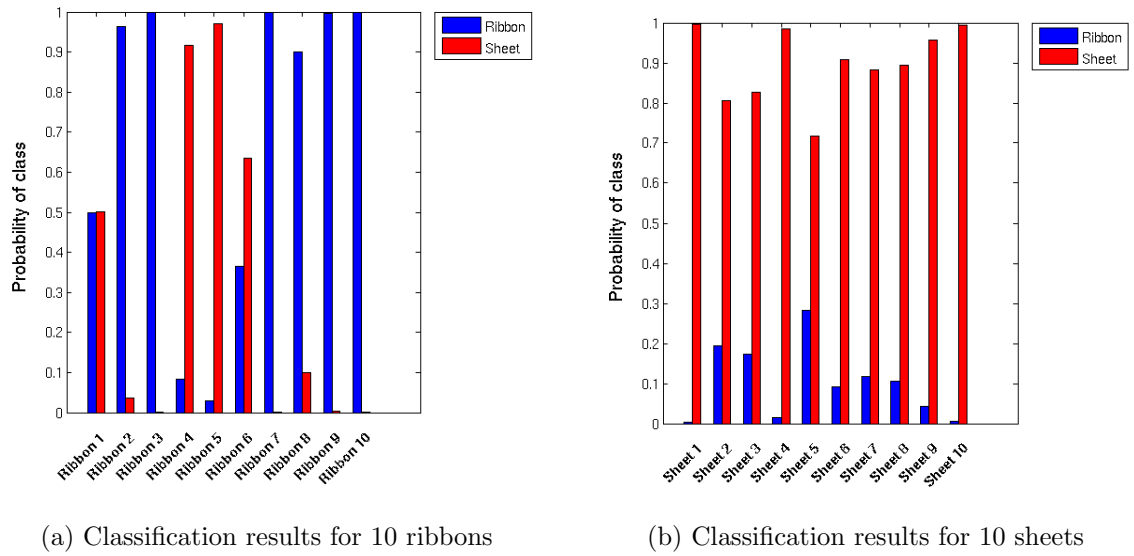 1
0.9
0.8
0.7
0.6
0.5
0.4
0.3
0.2
0.1
0
Probability of class
Ribbon 1
Ribbon 2
Ribbon 3
Ribbon 4
Ribbon 5
Ribbon 6
Ribbon 7
Ribbon 8
Ribbon 9
Ribbon 10
Ribbon
Sheet
(a) Classification results for 10 ribbons
1
0.9
0.8
0.7
0.6
0.5
0.4
0.3
0.2
0.1
0
Probability of class
Sheet 1
Sheet 2
Sheet 3
Sheet 4
Sheet 5
Sheet 6
Sheet 7
Sheet 8
Sheet 9
Sheet 10
Ribbon
Sheet
(b) Classification results for 10 sheets